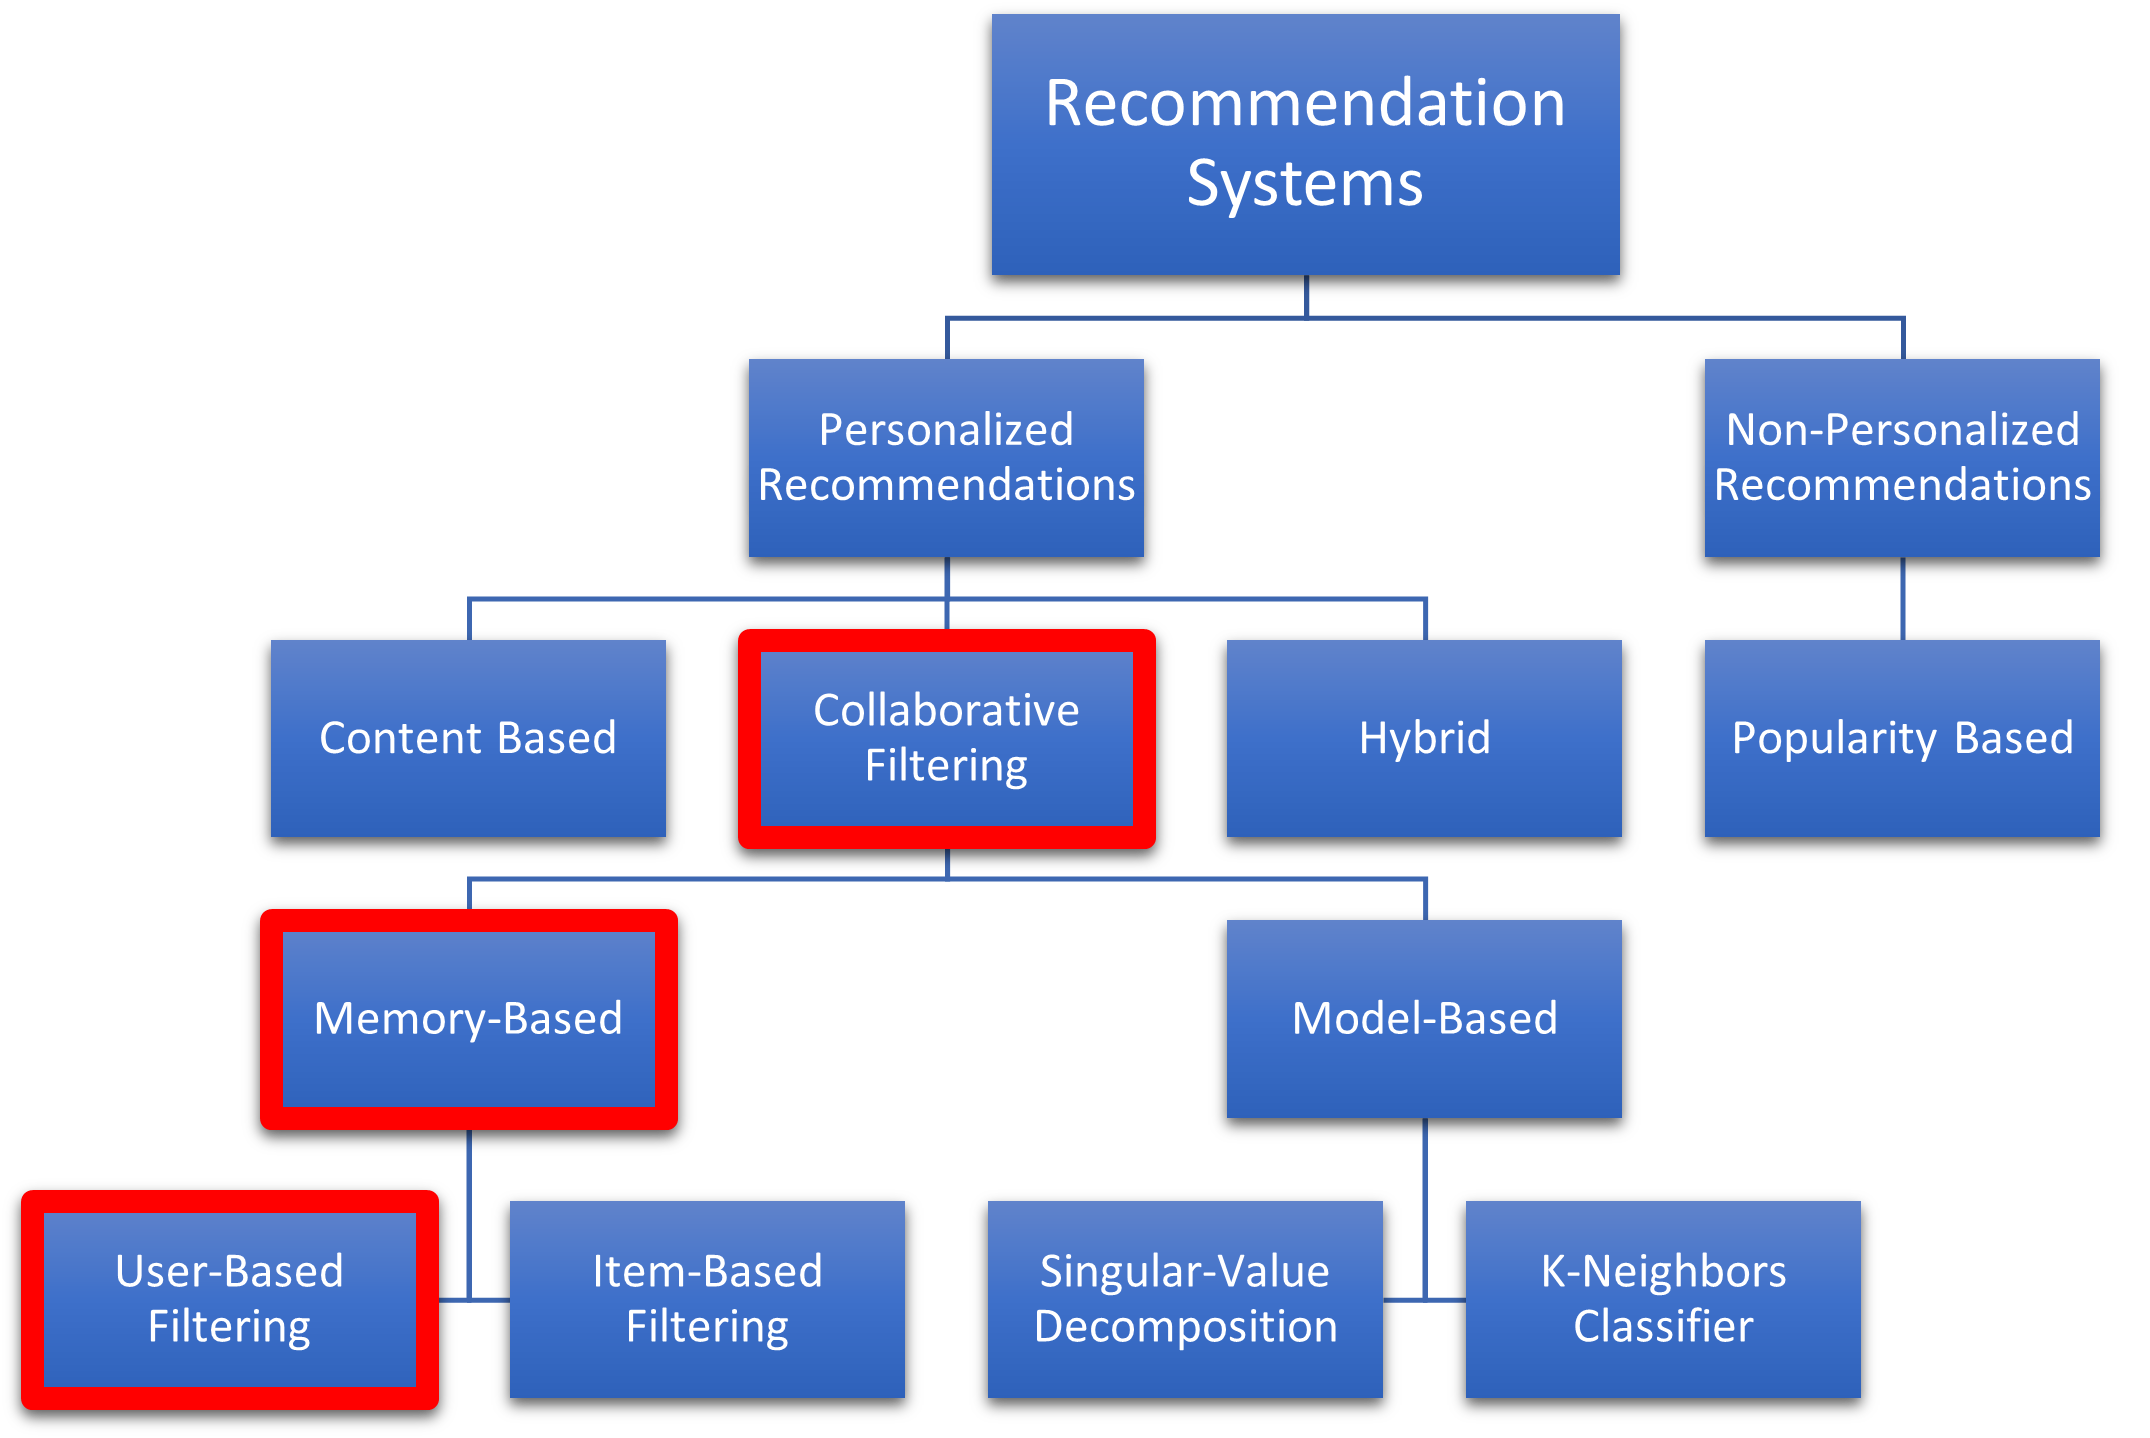 Recommendation
Systems
Personalized
Recommendations
Non-Personalized
Recommendations
Content Based
Collaborative
Filtering
Hybrid
Popularity Based
Memory-Based
Model-Based
User-Based
Filtering
Item-Based
Filtering
Singular-Value
Decomposition
K-Neighbors
Classifier